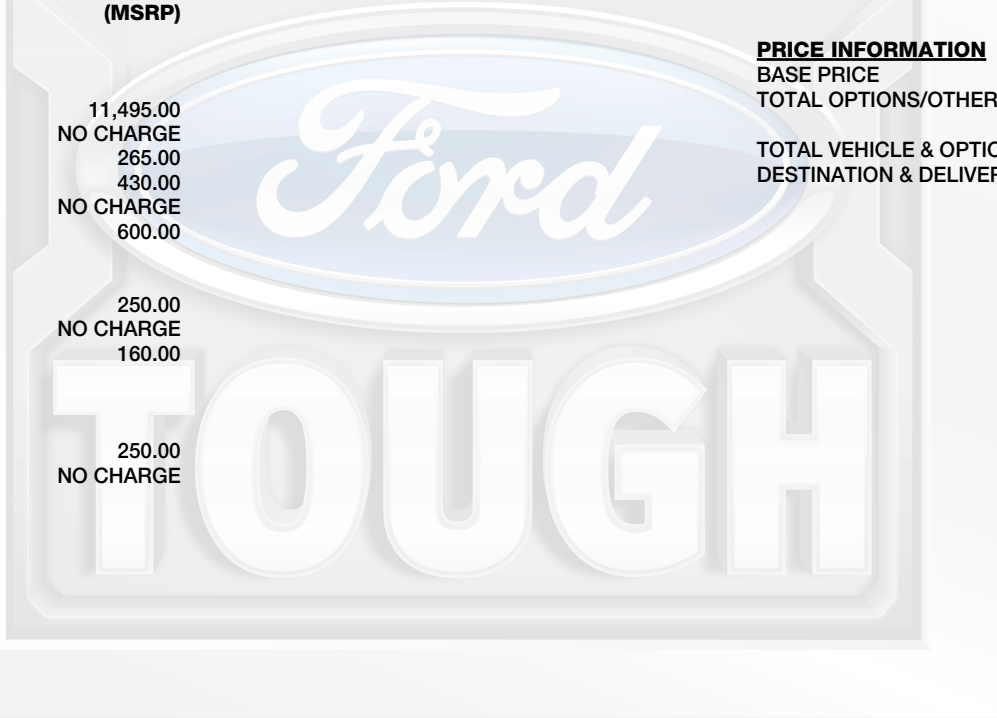 (MSRP)
11,495.00
NO CHARGE
265.00
430.00
NO CHARGE
600.00
250.00
NO CHARGE
160.00
250.00
NO CHARGE
PRICE INFORMATION
BASE PRICE
TOTAL OPTIONS/OTHER
TOTAL VEHICLE & OPTIO
DESTINATION & DELIVER
Ford
TOUGH